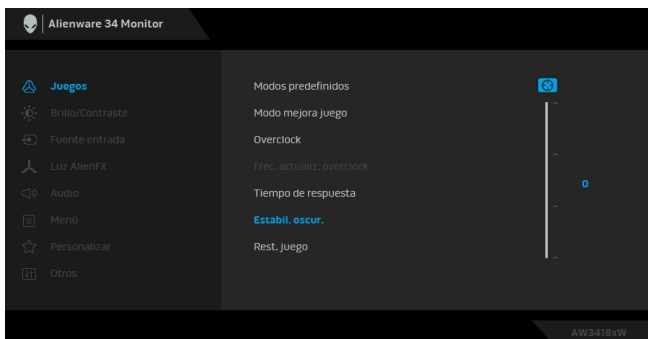 Alienware 34 Monitor
Juegos
Brillo/Contraste
Fuente entrada
Luz AlienFX
Audio
Menú
Personalizar
Otros
Modos predefinidos
Modo mejora juego
Overclock
Frec. actualiz. overclock
Tiempo de respuesta
Estabil. oscur.
Rest. juego
0
AW3418xW